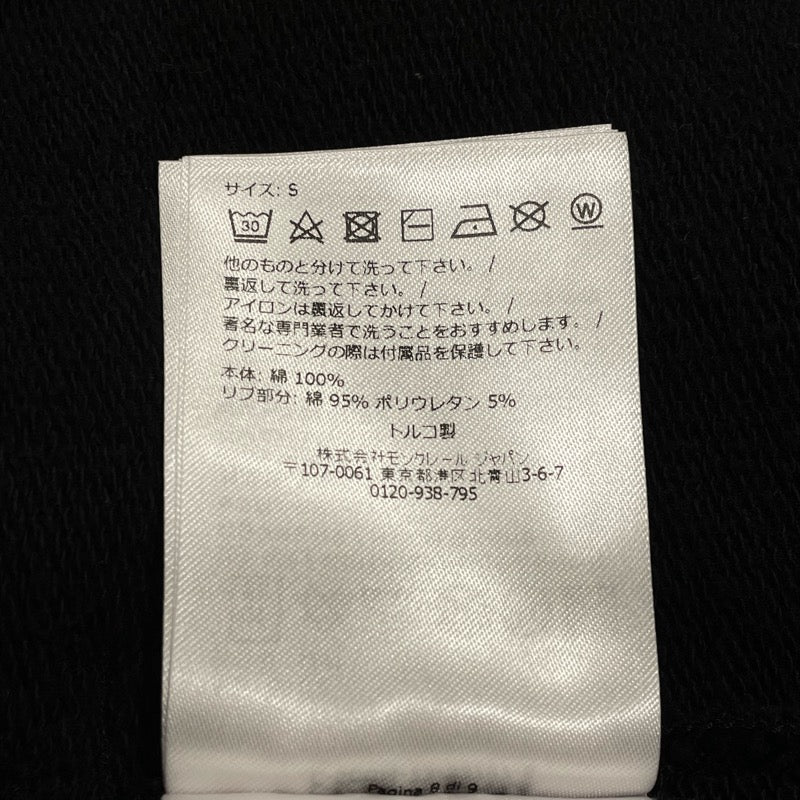 サイズ: S
30 W
他のものと分けて洗って下さい。 /
裏返して洗って下さい。 /
アイロンは裏返してかけて下さい。 /
著名な専門業者で洗うことをおすすめします。 /
クリーニングの際は付属品を保護して下さい。
本体: 綿 100%
リブ部分: 綿 95% ポリウレタン 5%
トルコ製
株式会社モンクレール ジャパン
〒107-0061 東京都港区北青山3-6-7
0120-938-795
Pagina 8 di 9